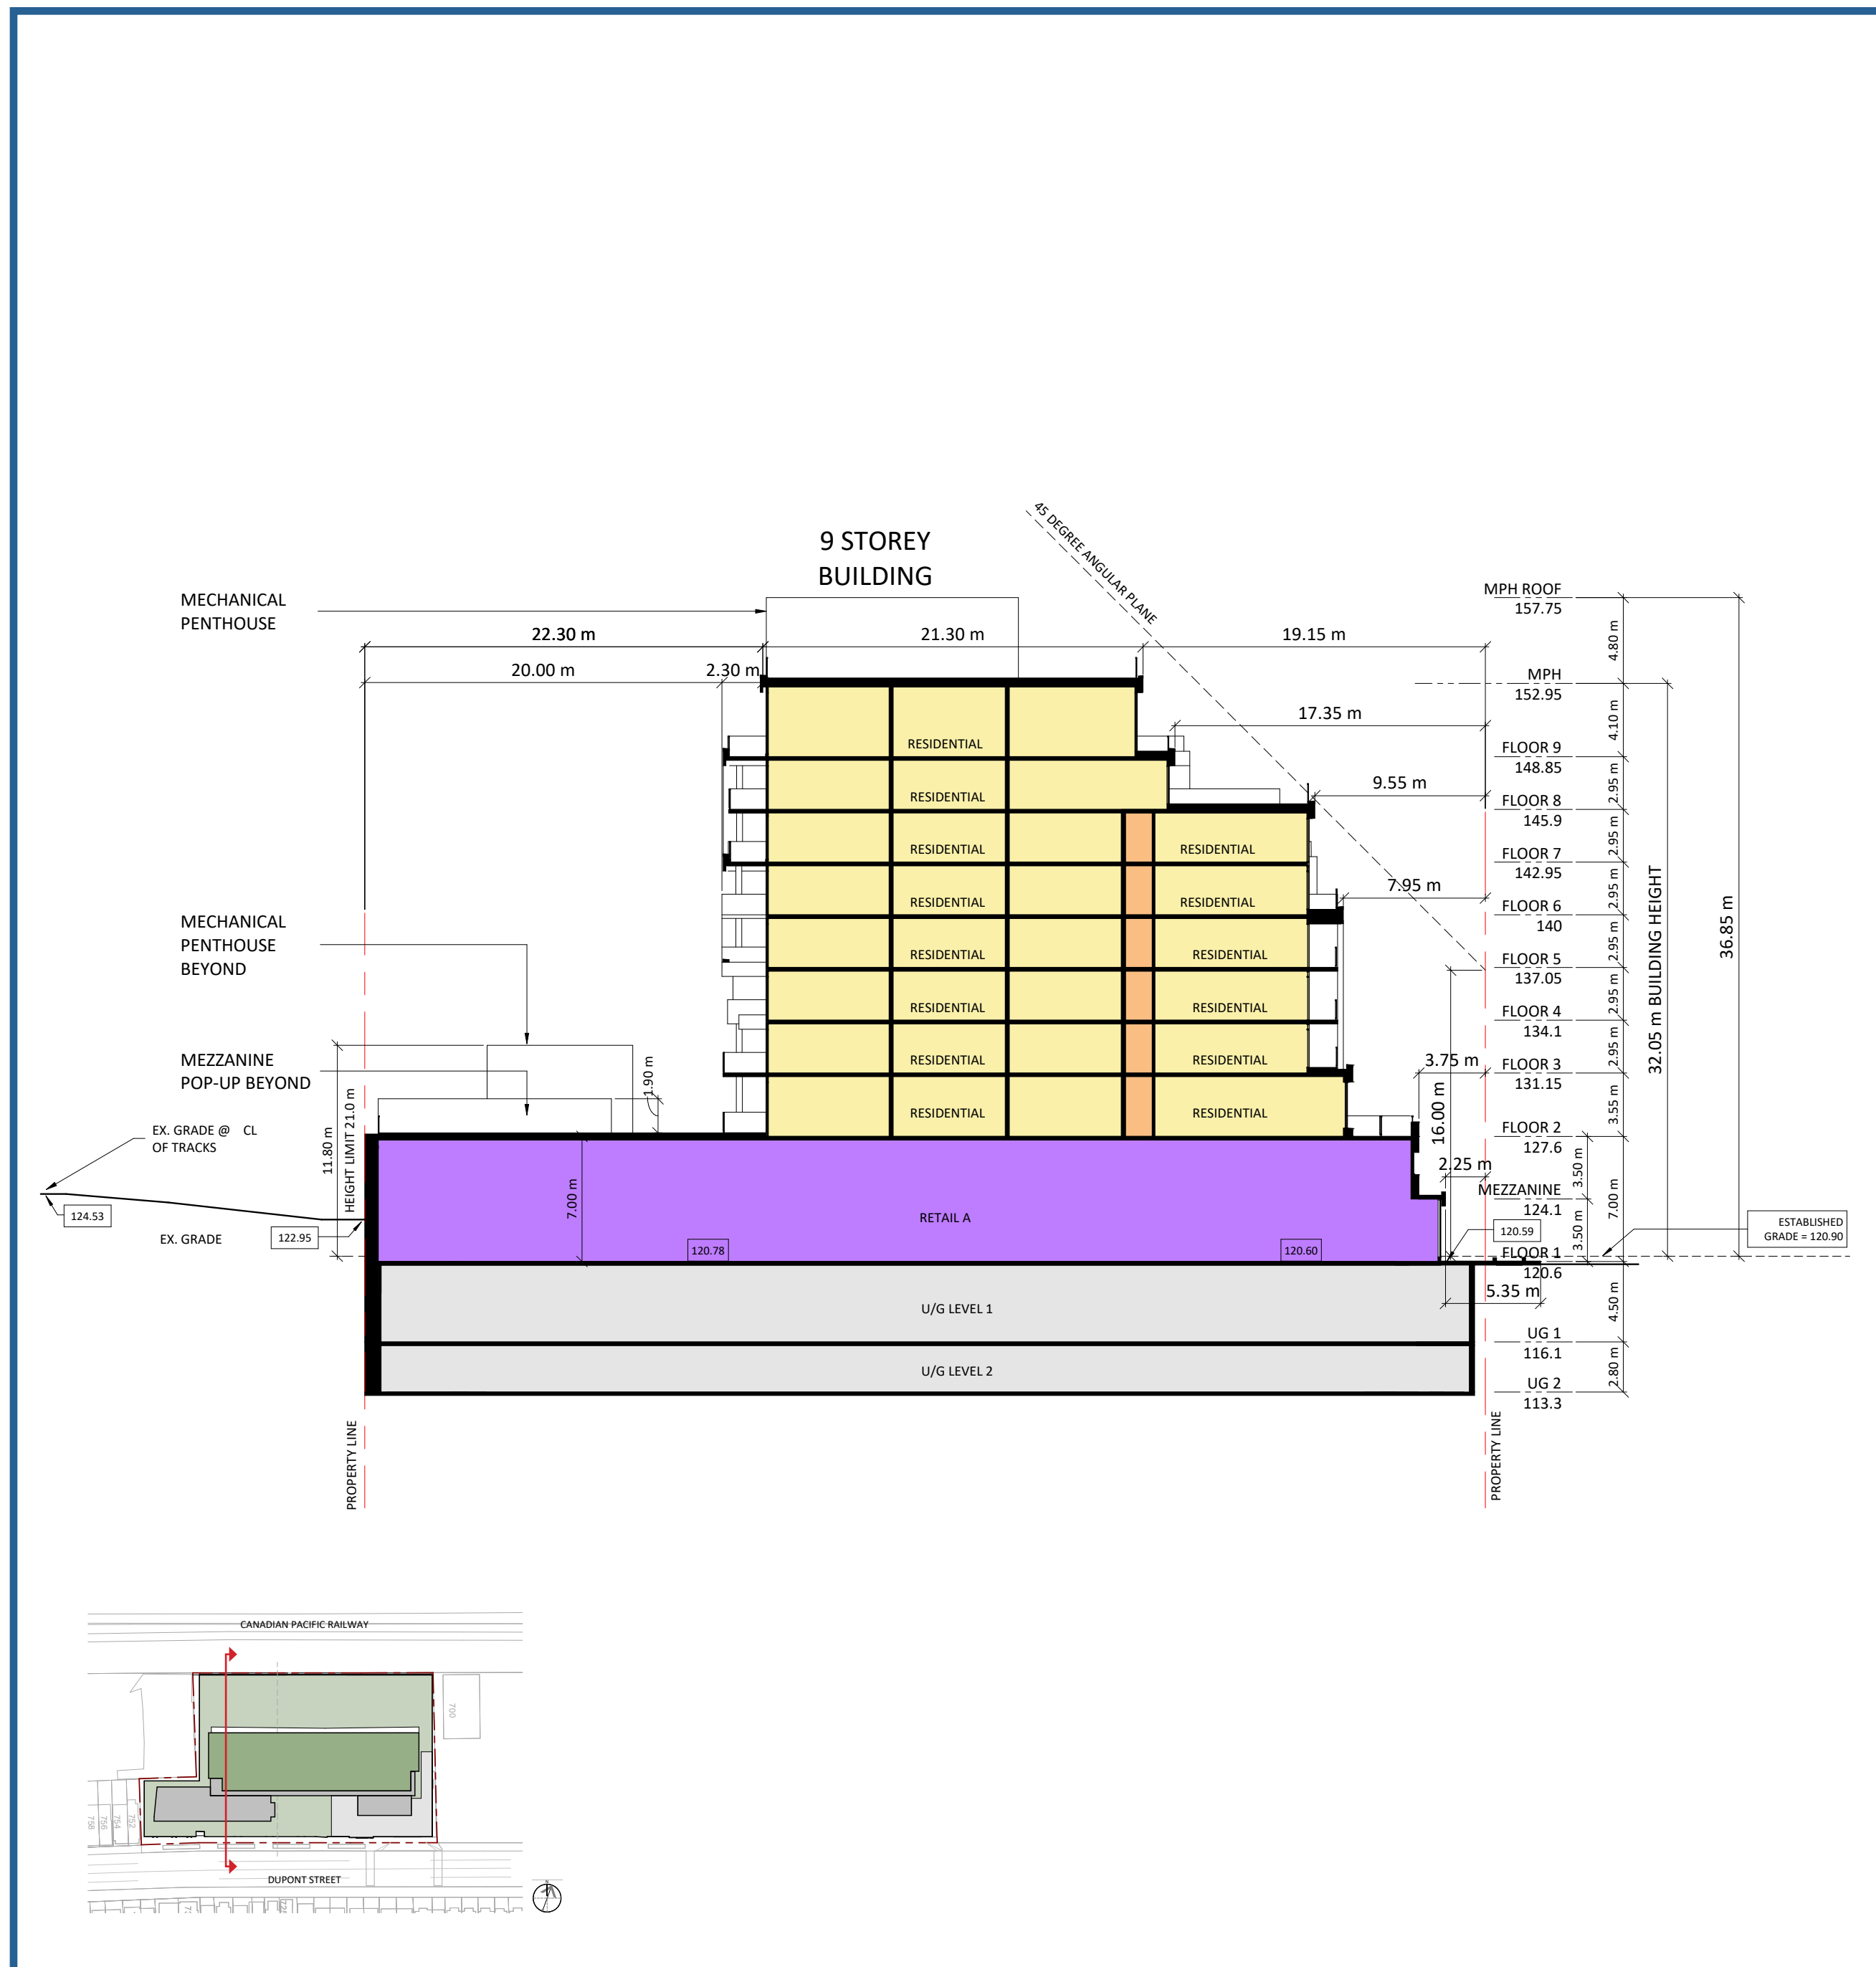 9 STOREY
BUILDING
45 DEGREE ANGULAR PLANE
MECHANICAL
PENTHOUSE
22.30 m
21.30 m
19.15 m
20.00 m
2.30 m
17.35 m
9.55 m
7.95 m
3.75 m
2.25 m
5.35 m
16.00 m
MPH ROOF
157.75
4.80 m
MPH
152.95
4.10 m
FLOOR 9
148.85
2.95 m
FLOOR 8
145.9
2.95 m
FLOOR 7
142.95
2.95 m
FLOOR 6
140
2.95 m
FLOOR 5
137.05
2.95 m
FLOOR 4
134.1
2.95 m
FLOOR 3
131.15
3.55 m
FLOOR 2
127.6
3.50 m
7.00 m
MEZZANINE
124.1
3.50 m
FLOOR 1
120.6
4.50 m
UG 1
116.1
2.80 m
UG 2
113.3
32.05 m BUILDING HEIGHT
36.85 m
ESTABLISHED
GRADE = 120.90
120.59
RESIDENTIAL
RESIDENTIAL
RESIDENTIAL
RESIDENTIAL
RESIDENTIAL
RESIDENTIAL
RESIDENTIAL
RESIDENTIAL
RESIDENTIAL
RESIDENTIAL
RESIDENTIAL
RESIDENTIAL
RESIDENTIAL
RESIDENTIAL
MECHANICAL
PENTHOUSE
BEYOND
MEZZANINE
POP-UP BEYOND
1.90 m
EX. GRADE @ CL
OF TRACKS
11.80 m
HEIGHT LIMIT 21.0 m
124.53
EX. GRADE
122.95
7.00 m
RETAIL A
120.78
120.60
U/G LEVEL 1
U/G LEVEL 2
PROPERTY LINE
PROPERTY LINE
CANADIAN PACIFIC RAILWAY
700
758
756
754
752
DUPONT STREET